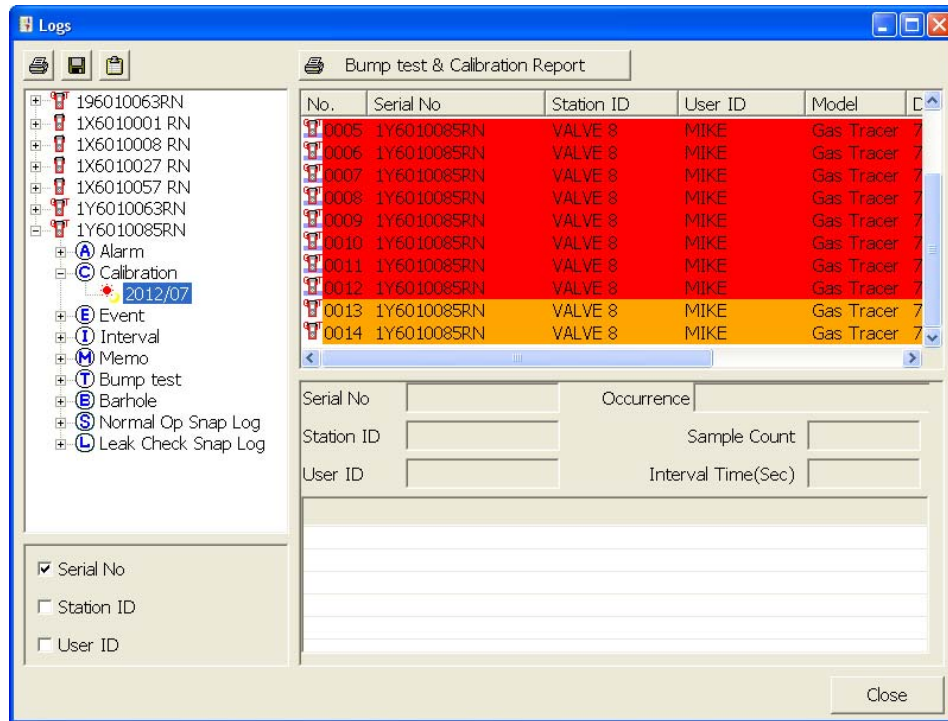 Logs
Bump test & Calibration Report
196010063RN
1X6010001 RN
1X6010008 RN
1X6010027 RN
1X6010057 RN
1Y6010063RN
1Y6010085RN
A Alarm
C Calibration
2012/07
E Event
I Interval
M Memo
T Bump test
B Barhole
S Normal Op Snap Log
L Leak Check Snap Log
Serial No
Station ID
User ID
No. Serial No Station ID User ID Model
0005 1Y6010085RN VALVE 8 MIKE Gas Tracer 7
0006 1Y6010085RN VALVE 8 MIKE Gas Tracer 7
0007 1Y6010085RN VALVE 8 MIKE Gas Tracer 7
0008 1Y6010085RN VALVE 8 MIKE Gas Tracer 7
0009 1Y6010085RN VALVE 8 MIKE Gas Tracer 7
0010 1Y6010085RN VALVE 8 MIKE Gas Tracer 7
0011 1Y6010085RN VALVE 8 MIKE Gas Tracer 7
0012 1Y6010085RN VALVE 8 MIKE Gas Tracer 7
0013 1Y6010085RN VALVE 8 MIKE Gas Tracer 7
0014 1Y6010085RN VALVE 8 MIKE Gas Tracer 7
Serial No Occurrence
Station ID Sample Count
User ID Interval Time(Sec)
Close